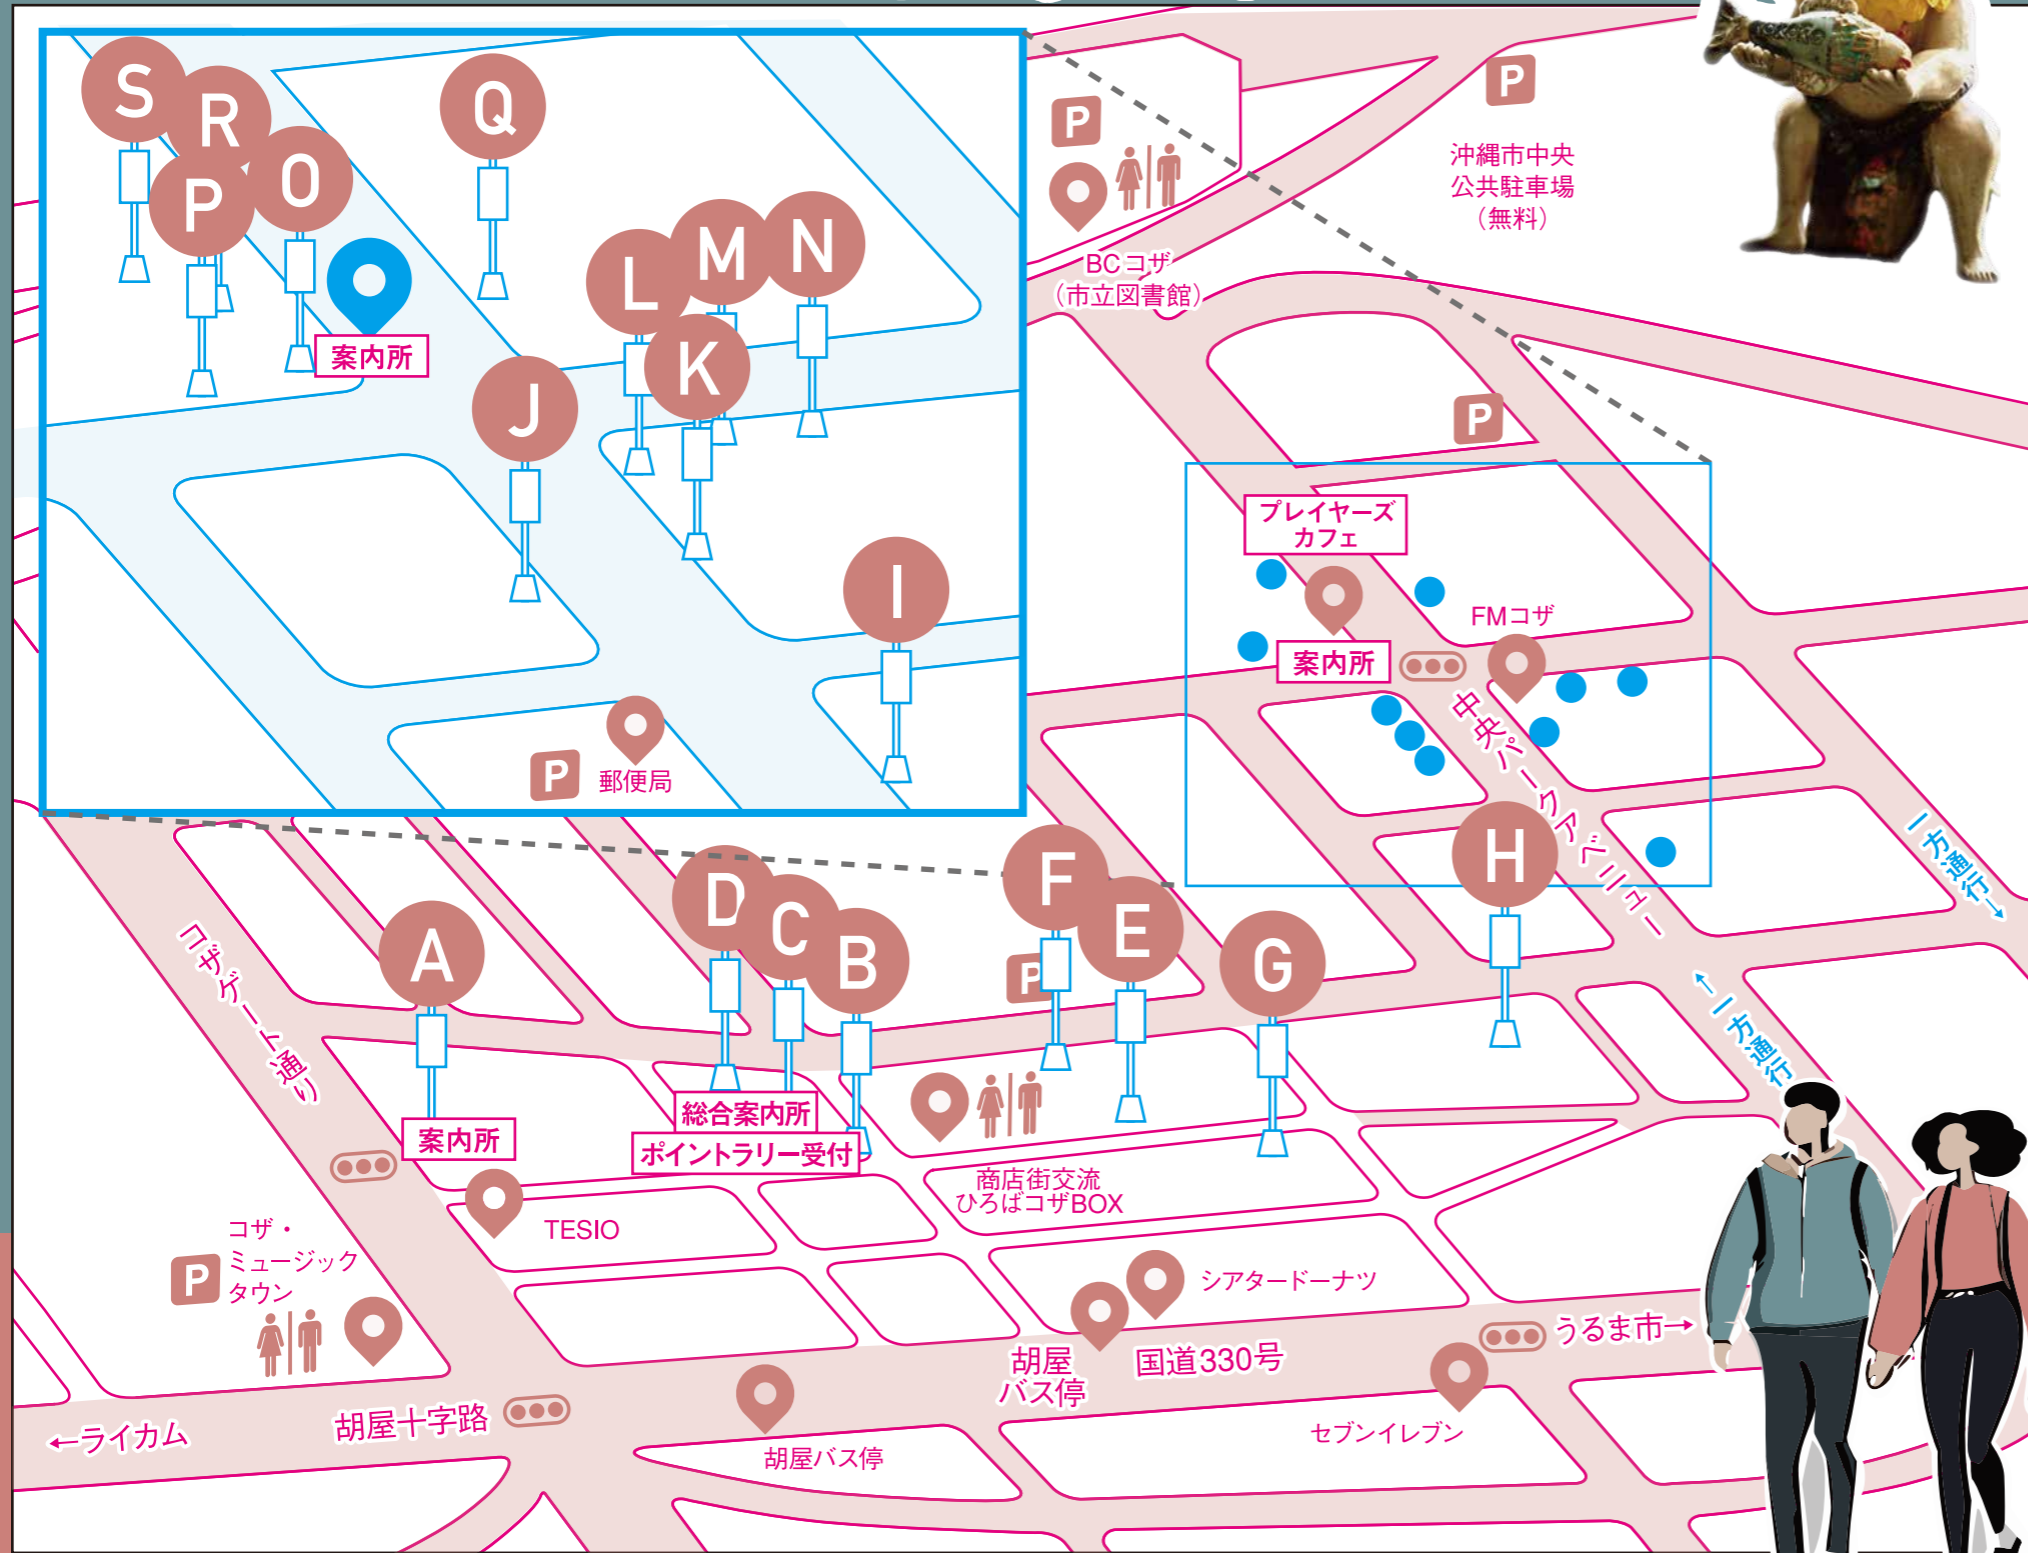 S
R
Q
P
O
案内所
L
M
N
K
J
I
P
郵便局
P
P
沖縄市中央
公共駐車場
（無料）
BCコザ
（市立図書館）
P
プレイヤーズ
カフェ
FMコザ
案内所
中央パークアベニュー
一方通行
一方通行
H
F
E
G
P
D
C
B
A
コザゲート通り
案内所
総合案内所
ポイントラリー受付
商店街交流
ひろばコザBOX
TESIO
コザ・
ミュージック
タウン
P
シアタードーナツ
胡屋
バス停
国道330号
うるま市→
セブンイレブン
胡屋バス停
胡屋十字路
←ライカム